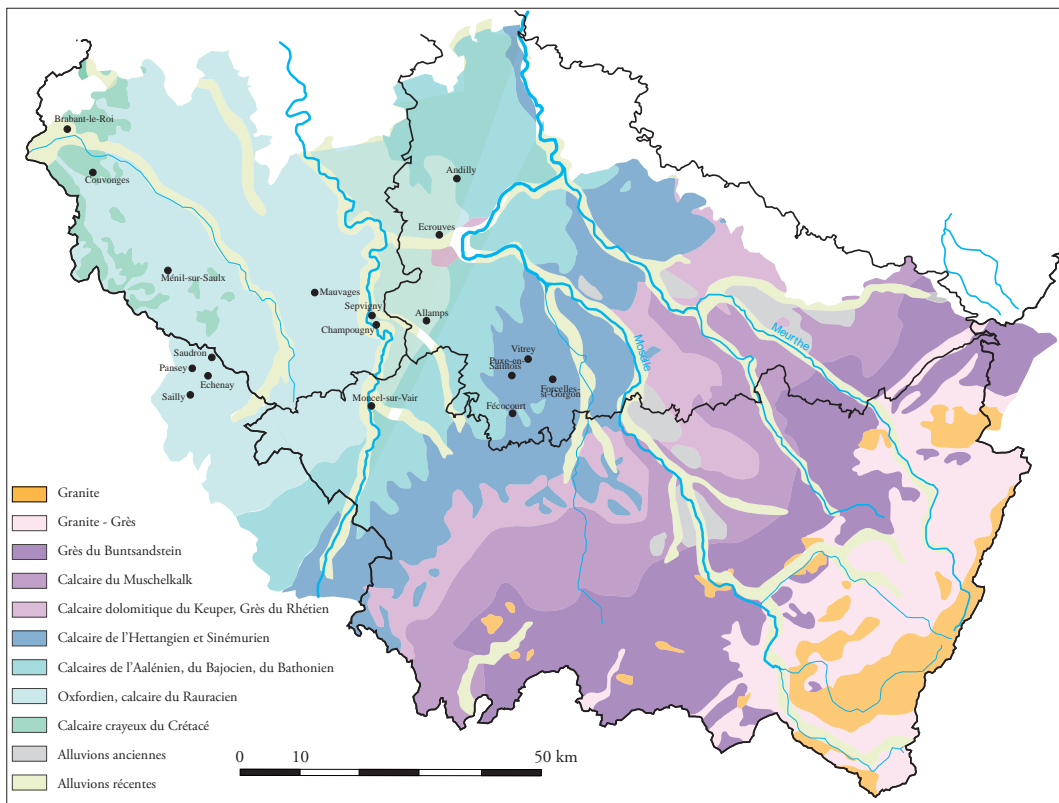 Brabant-le-Roi
Couvonges
Andilly
Ecrouves
Ménil-sur-Saulx
Mauvages
Sepvigny
Champougny
Allamps
Meurthe
Moselle
Saudron
Pansey
Echenay
Sailly
Vitrey
Puxe-en-
Saintois
Forcelles-
st-Gorgon
Moncel-sur-Vair
Fécocourt
Granite
Granite - Grès
Grès du Buntsandstein
Calcaire du Muschelkalk
Calcaire dolomitique du Keuper, Grès du Rhétien
Calcaire de l’Hettangien et Sinémurien
Calcaires de l’Aalénien, du Bajocien, du Bathonien
Oxfordien, calcaire du Rauracien
Calcaire crayeux du Crétacé
Alluvions anciennes
Alluvions récentes
0 10 50 km